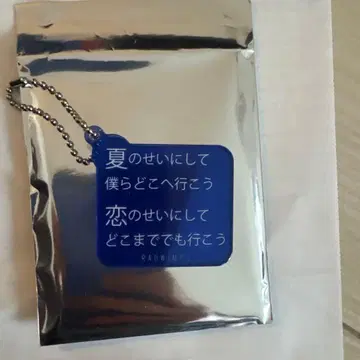 夏のせいにして
僕らどこへ行こう
恋のせいにして
どこまででも行こう
RADWIMPS